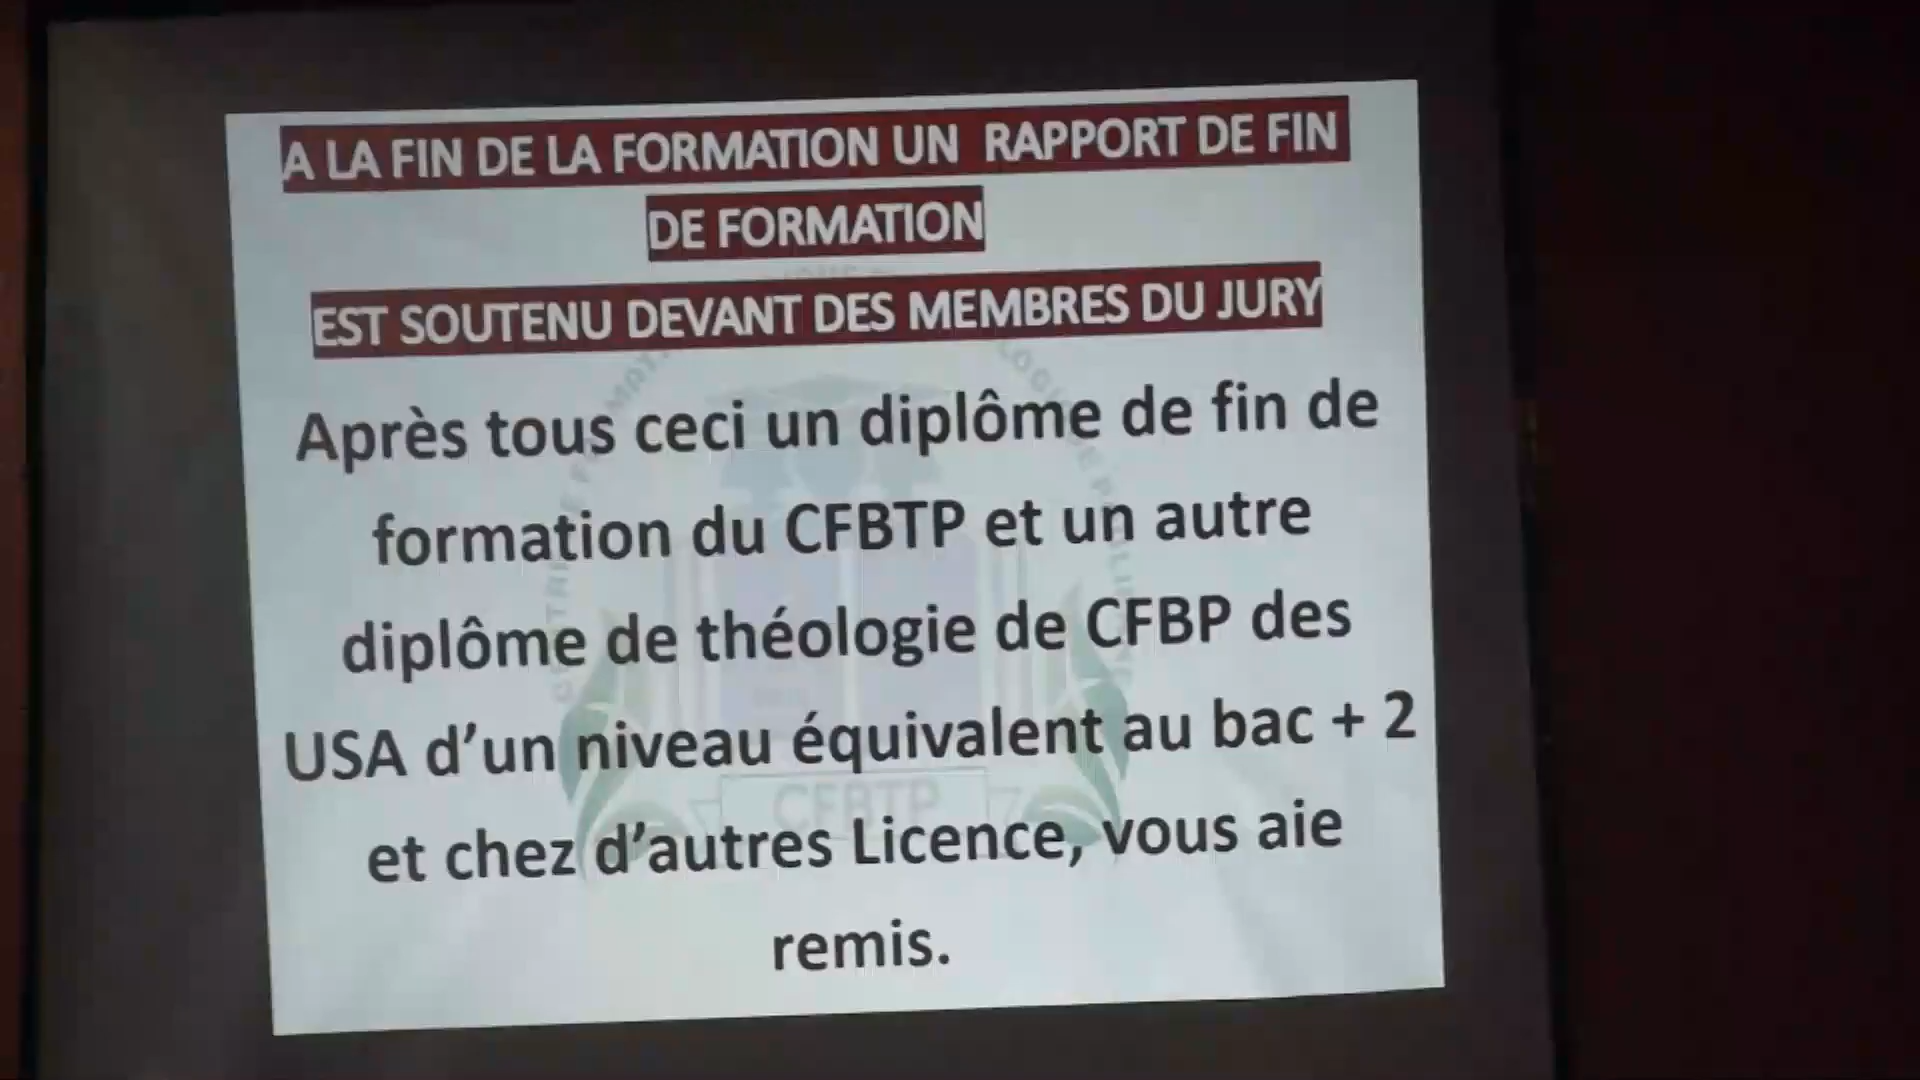 A LA FIN DE LA FORMATION UN RAPPORT DE FIN
DE FORMATION
EST SOUTENU DEVANT DES MEMBRES DU JURY
Après tous ceci un diplôme de fin de
formation du CFBTP et un autre
diplôme de théologie de CFBP des
USA d’un niveau équivalent au bac + 2
et chez d’autres Licence, vous aie
remis.
CFBTP